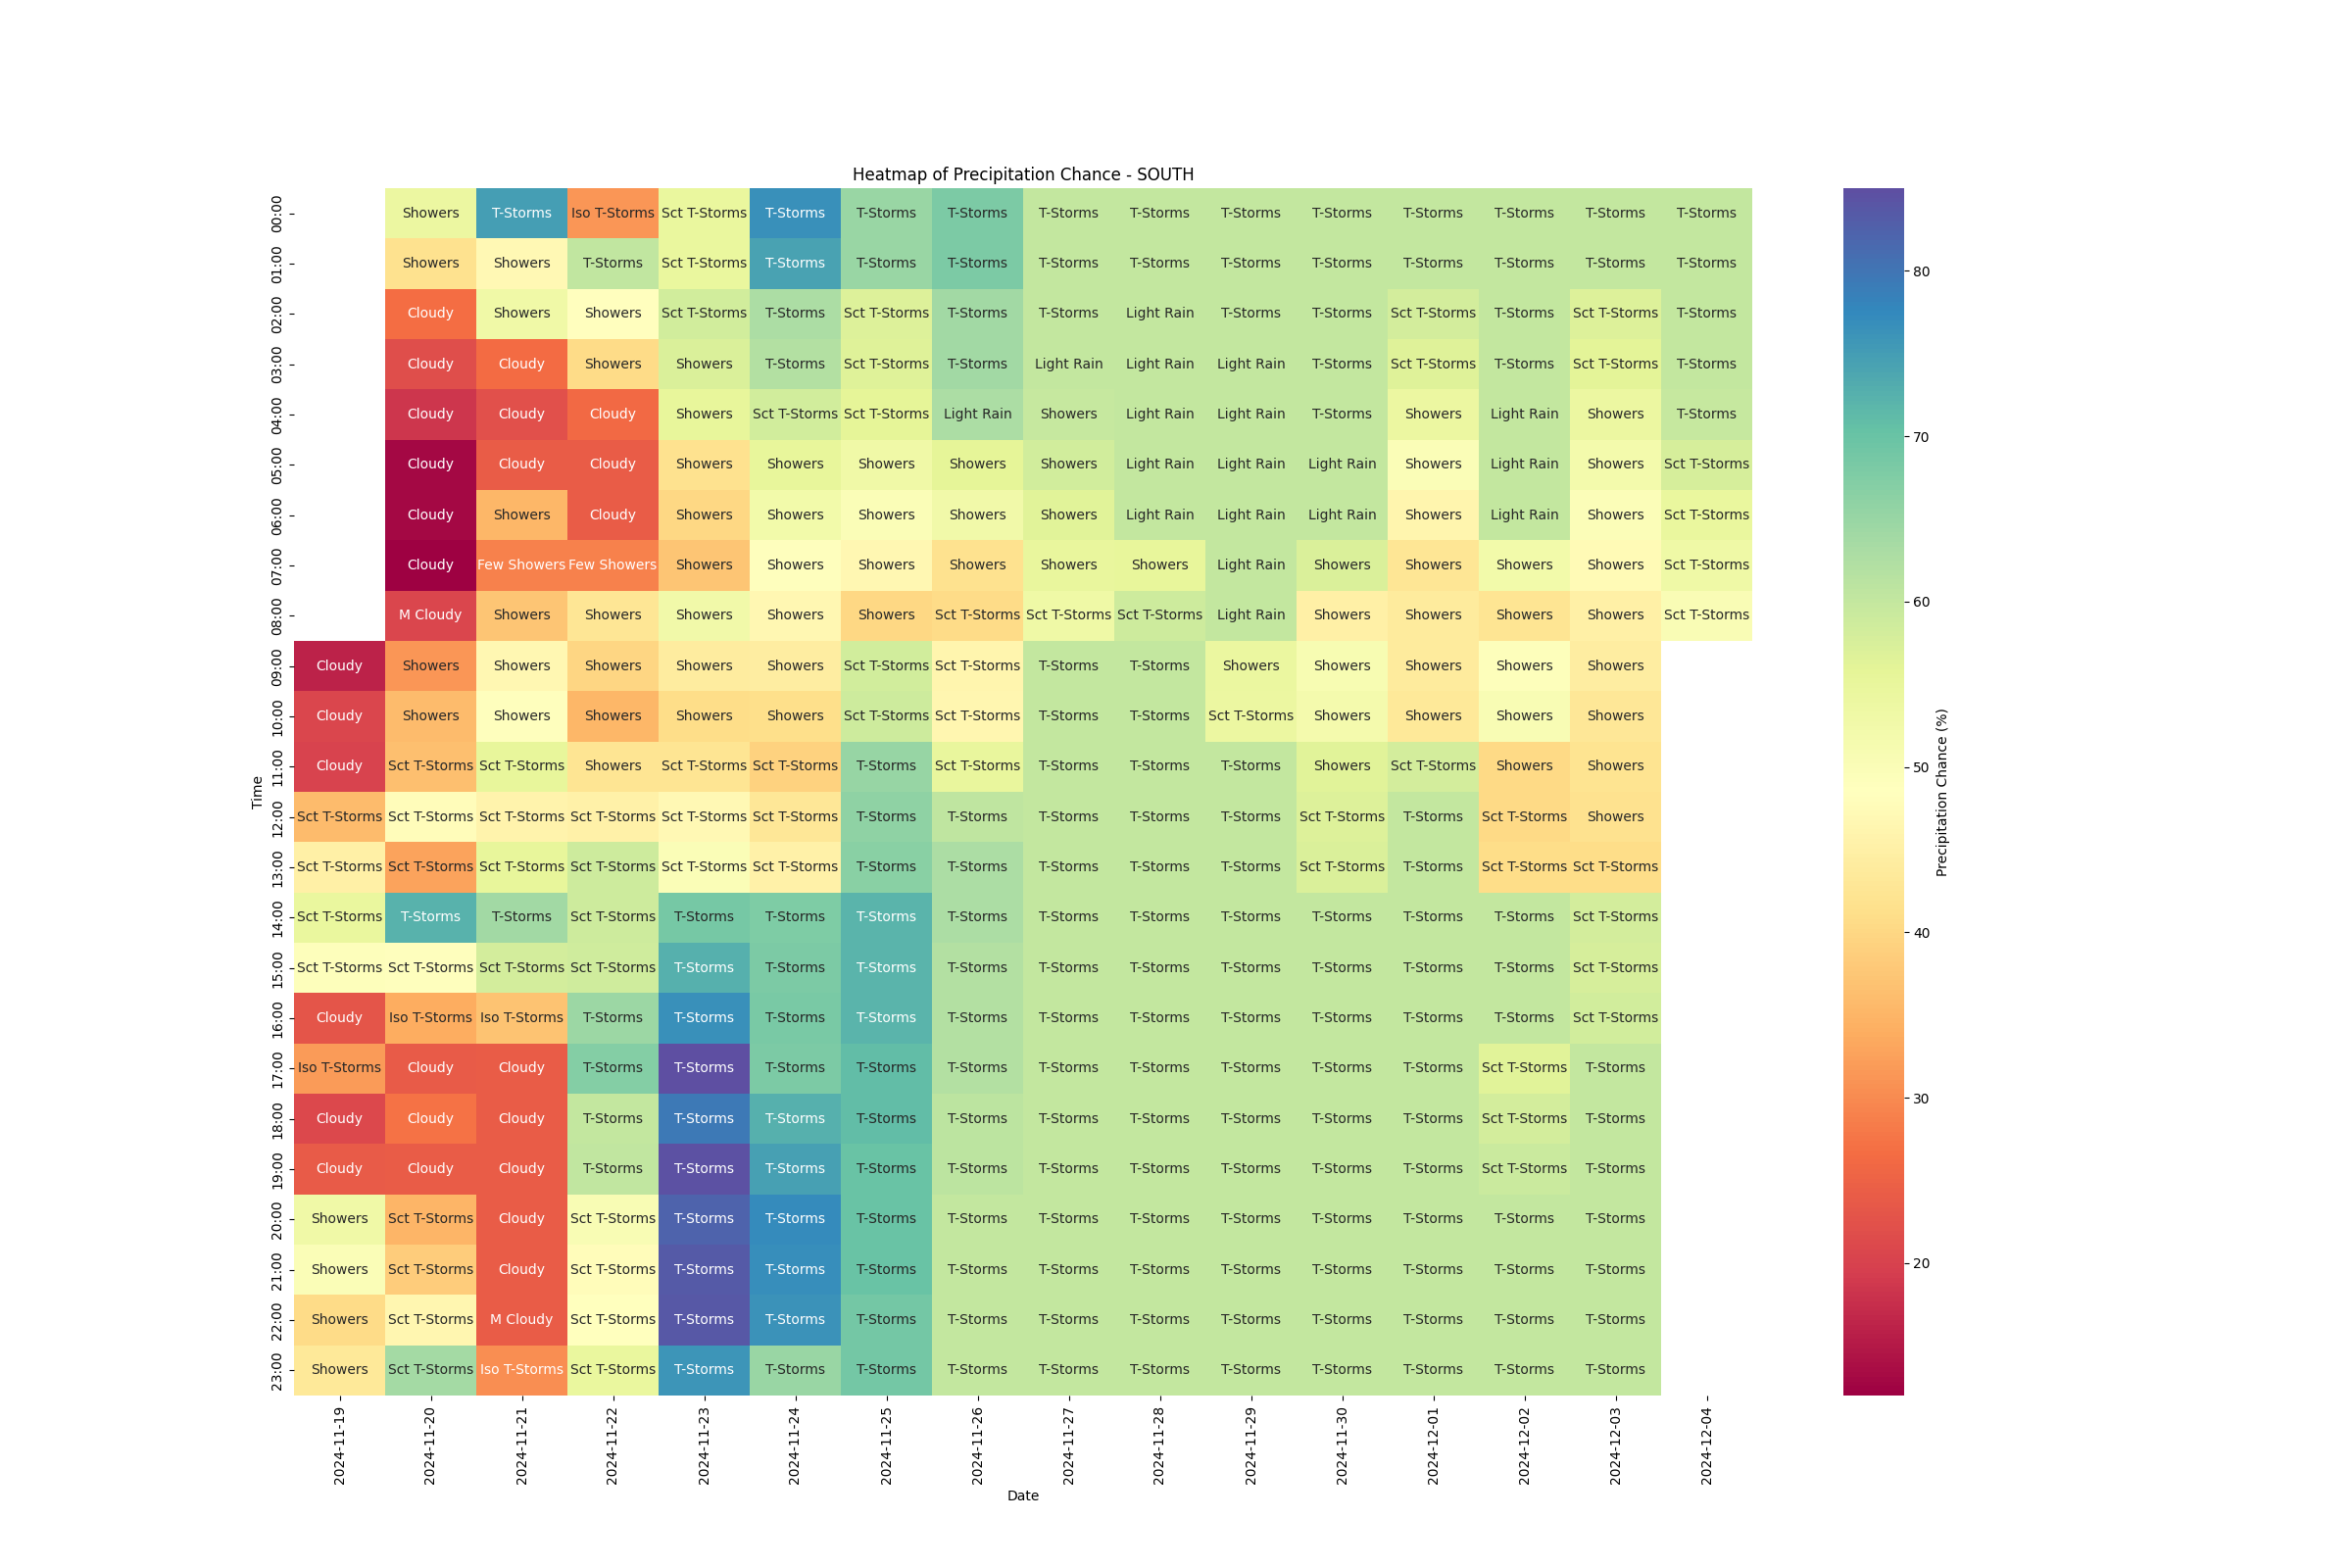 Heatmap of Precipitation Chance - SOUTH
00:00 Showers T-Storms Iso T-Storms Sct T-Storms T-Storms T-Storms T-Storms T-Storms T-Storms T-Storms T-Storms T-Storms T-Storms T-Storms T-Storms
01:00 Showers Showers T-Storms Sct T-Storms T-Storms T-Storms T-Storms T-Storms T-Storms T-Storms T-Storms T-Storms T-Storms T-Storms T-Storms
02:00 Cloudy Showers Showers Sct T-Storms T-Storms Sct T-Storms T-Storms T-Storms Light Rain T-Storms T-Storms Sct T-Storms T-Storms Sct T-Storms T-Storms
03:00 Cloudy Cloudy Showers Showers T-Storms Sct T-Storms T-Storms Light Rain Light Rain Light Rain T-Storms Sct T-Storms T-Storms Sct T-Storms T-Storms
04:00 Cloudy Cloudy Cloudy Showers Sct T-Storms Sct T-Storms Light Rain Showers Light Rain Light Rain T-Storms Showers Light Rain Showers T-Storms
05:00 Cloudy Cloudy Cloudy Showers Showers Showers Showers Showers Light Rain Light Rain Light Rain Showers Light Rain Showers Sct T-Storms
06:00 Cloudy Showers Cloudy Showers Showers Showers Showers Showers Light Rain Light Rain Light Rain Showers Light Rain Showers Sct T-Storms
07:00 Cloudy Few Showers Few Showers Showers Showers Showers Showers Showers Showers Light Rain Showers Showers Showers Showers Sct T-Storms
08:00 M Cloudy Showers Showers Showers Showers Showers Sct T-Storms Sct T-Storms Sct T-Storms Light Rain Showers Showers Showers Showers Sct T-Storms
09:00 Cloudy Showers Showers Showers Showers Showers Sct T-Storms Sct T-Storms T-Storms T-Storms Showers Showers Showers Showers Showers
10:00 Cloudy Showers Showers Showers Showers Showers Sct T-Storms Sct T-Storms T-Storms T-Storms Sct T-Storms Showers Showers Showers Showers
11:00 Cloudy Sct T-Storms Sct T-Storms Showers Sct T-Storms Sct T-Storms T-Storms Sct T-Storms T-Storms T-Storms T-Storms Showers Sct T-Storms Showers Showers
12:00 Sct T-Storms Sct T-Storms Sct T-Storms Sct T-Storms Sct T-Storms Sct T-Storms T-Storms T-Storms T-Storms T-Storms T-Storms Sct T-Storms T-Storms Sct T-Storms Showers
13:00 Sct T-Storms Sct T-Storms Sct T-Storms Sct T-Storms Sct T-Storms Sct T-Storms T-Storms T-Storms T-Storms T-Storms T-Storms Sct T-Storms T-Storms Sct T-Storms Sct T-Storms
14:00 Sct T-Storms T-Storms T-Storms Sct T-Storms T-Storms T-Storms T-Storms T-Storms T-Storms T-Storms T-Storms T-Storms T-Storms T-Storms Sct T-Storms
15:00 Sct T-Storms Sct T-Storms Sct T-Storms Sct T-Storms T-Storms T-Storms T-Storms T-Storms T-Storms T-Storms T-Storms T-Storms T-Storms T-Storms Sct T-Storms
16:00 Cloudy Iso T-Storms Iso T-Storms T-Storms T-Storms T-Storms T-Storms T-Storms T-Storms T-Storms T-Storms T-Storms T-Storms T-Storms Sct T-Storms
17:00 Iso T-Storms Cloudy Cloudy T-Storms T-Storms T-Storms T-Storms T-Storms T-Storms T-Storms T-Storms T-Storms T-Storms Sct T-Storms T-Storms
18:00 Cloudy Cloudy Cloudy T-Storms T-Storms T-Storms T-Storms T-Storms T-Storms T-Storms T-Storms T-Storms T-Storms Sct T-Storms T-Storms
19:00 Cloudy Cloudy Cloudy T-Storms T-Storms T-Storms T-Storms T-Storms T-Storms T-Storms T-Storms T-Storms T-Storms Sct T-Storms T-Storms
20:00 Showers Sct T-Storms Cloudy Sct T-Storms T-Storms T-Storms T-Storms T-Storms T-Storms T-Storms T-Storms T-Storms T-Storms T-Storms T-Storms
21:00 Showers Sct T-Storms Cloudy Sct T-Storms T-Storms T-Storms T-Storms T-Storms T-Storms T-Storms T-Storms T-Storms T-Storms T-Storms T-Storms
22:00 Showers Sct T-Storms M Cloudy Sct T-Storms T-Storms T-Storms T-Storms T-Storms T-Storms T-Storms T-Storms T-Storms T-Storms T-Storms T-Storms
23:00 Showers Sct T-Storms Iso T-Storms Sct T-Storms T-Storms T-Storms T-Storms T-Storms T-Storms T-Storms T-Storms T-Storms T-Storms T-Storms T-Storms
2024-11-19 2024-11-20 2024-11-21 2024-11-22 2024-11-23 2024-11-24 2024-11-25 2024-11-26 2024-11-27 2024-11-28 2024-11-29 2024-11-30 2024-12-01 2024-12-02 2024-12-03 2024-12-04
Date
Time
80
70
60
50
40
30
20
Precipitation Chance (%)